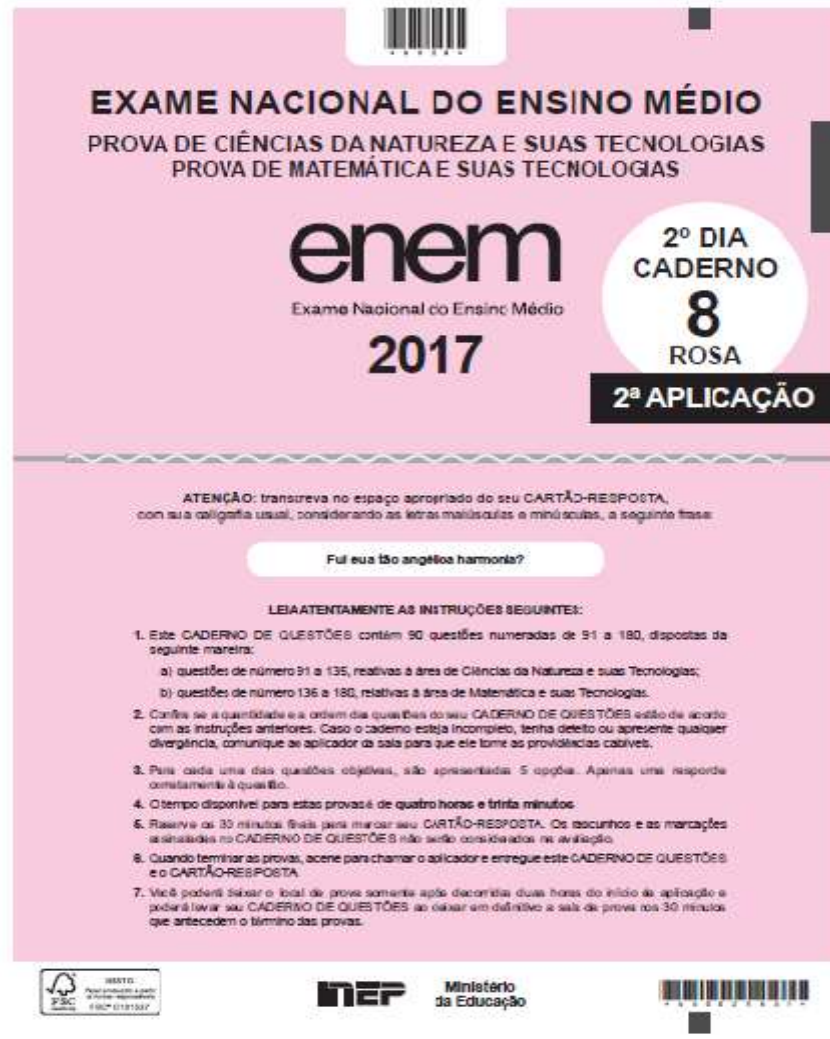 EXAME NACIONAL DO ENSINO MÉDIO
PROVA DE CIÊNCIAS DA NATUREZA E SUAS TECNOLOGIAS
PROVA DE MATEMÁTICA E SUAS TECNOLOGIAS
enem
Exame Nacional do Ensino Médio
2017
2º DIA
CADERNO
8
ROSA
2ª APLICAÇÃO
ATENÇÃO: transcreva no espaço apropriado do seu CARTÃO-RESPOSTA,
com sua caligrafia usual, considerando as letras maiúsculas e minúsculas, a seguinte frase:
Fui eu a tão angélica harmonia?
LEIA ATENTAMENTE AS INSTRUÇÕES SEGUINTES:
1. Este CADERNO DE QUESTÕES contém 90 questões numeradas de 91 a 180, dispostas da
seguinte maneira:
a) questões de número 91 a 135, relativas à área de Ciências da Natureza e suas Tecnologias;
b) questões de número 136 a 180, relativas à área de Matemática e suas Tecnologias.
2. Confira se a quantidade e a ordem das questões do seu CADERNO DE QUESTÕES estão de acordo
com as instruções anteriores. Caso o caderno esteja incompleto, tenha defeito ou apresente qualquer
divergência, comunique ao aplicador da sala para que ele tome as providências cabíveis.
3. Para cada uma das questões objetivas, são apresentadas 5 opções. Apenas uma responde
corretamente à questão.
4. O tempo disponível para estas provas é de quatro horas e trinta minutos.
5. Reserve os 30 minutos finais para marcar seu CARTÃO-RESPOSTA. Os rascunhos e as marcações
assinaladas no CADERNO DE QUESTÕES não serão considerados na avaliação.
6. Quando terminar as provas, acene para chamar o aplicador e entregue este CADERNO DE QUESTÕES
e o CARTÃO-RESPOSTA.
7. Você poderá deixar o local de prova somente após decorridas duas horas do início da aplicação e
poderá levar seu CADERNO DE QUESTÕES ao deixar em definitivo a sala de prova nos 30 minutos
que antecedem o término das provas.
FSC
MISTO
INEP
Ministério
da Educação